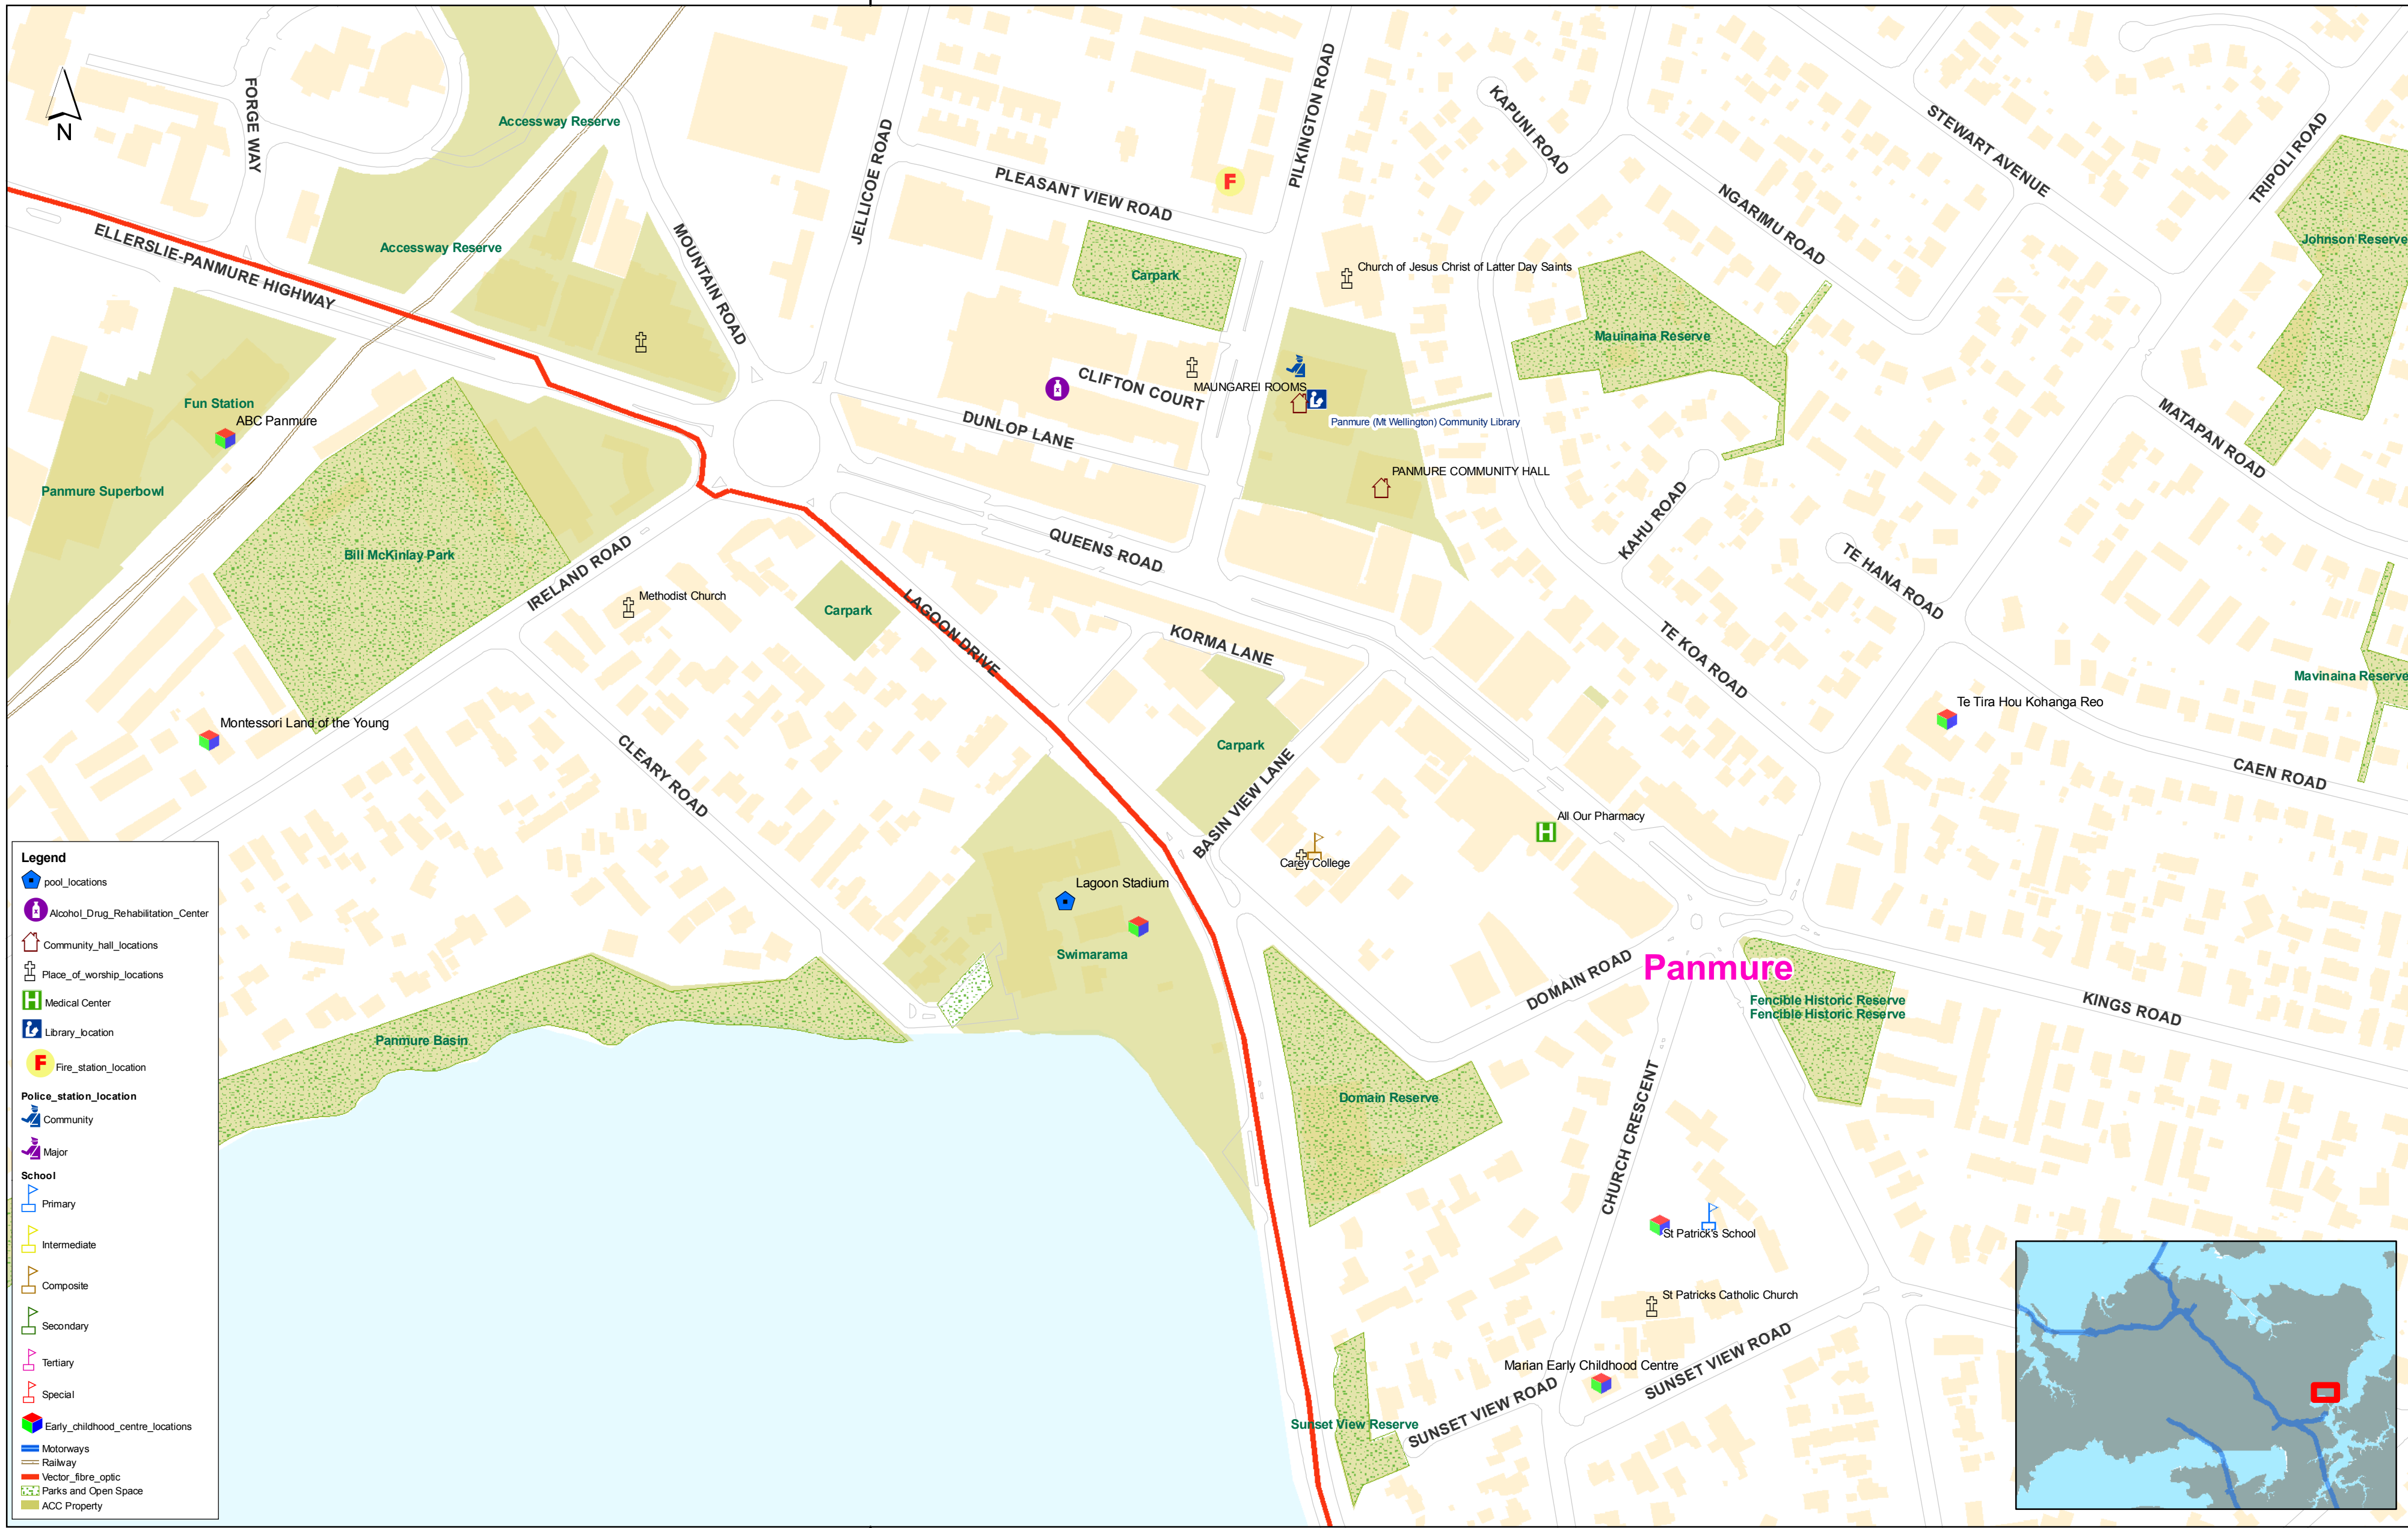 N
FORGE WAY
Accessway Reserve
Accessway Reserve
ELLERSLIE-PANMURE HIGHWAY
MOUNTAIN ROAD
JELLICOE ROAD
PLEASANT VIEW ROAD
F
PILKINGTON ROAD
KAPUNI ROAD
NGARIMU ROAD
STEWART AVENUE
TRIPOLI ROAD
Johnson Reserve
Carpark
Church of Jesus Christ of Latter Day Saints
Mauinaina Reserve
CLIFTON COURT
MAUNGAREI ROOMS
Panmure (Mt Wellington) Community Library
DUNLOP LANE
PANMURE COMMUNITY HALL
MATAPAN ROAD
Fun Station
ABC Panmure
Panmure Superbowl
Bill McKinlay Park
IRELAND ROAD
Methodist Church
Carpark
LAGOON DRIVE
QUEENS ROAD
KORMA LANE
KAHU ROAD
TE HANA ROAD
TE KOA ROAD
Mavinaina Reserve
Te Tira Hou Kohanga Reo
CAEN ROAD
Montessori Land of the Young
CLEARY ROAD
Carpark
BASIN VIEW LANE
All Our Pharmacy
H
Carey College
Lagoon Stadium
Swimarama
DOMAIN ROAD
Panmure
Fencible Historic Reserve
Fencible Historic Reserve
KINGS ROAD
Panmure Basin
Domain Reserve
CHURCH CRESCENT
St Patrick's School
St Patricks Catholic Church
Marian Early Childhood Centre
SUNSET VIEW ROAD
SUNSET VIEW ROAD
Sunset View Reserve
Legend
pool_locations
Alcohol_Drug_Rehabilitation_Center
Community_hall_locations
Place_of_worship_locations
H Medical Center
Library_location
F Fire_station_location
Police_station_location
Community
Major
School
Primary
Intermediate
Composite
Secondary
Tertiary
Special
Early_childhood_centre_locations
Motorways
Railway
Vector_fibre_optic
Parks and Open Space
ACC Property